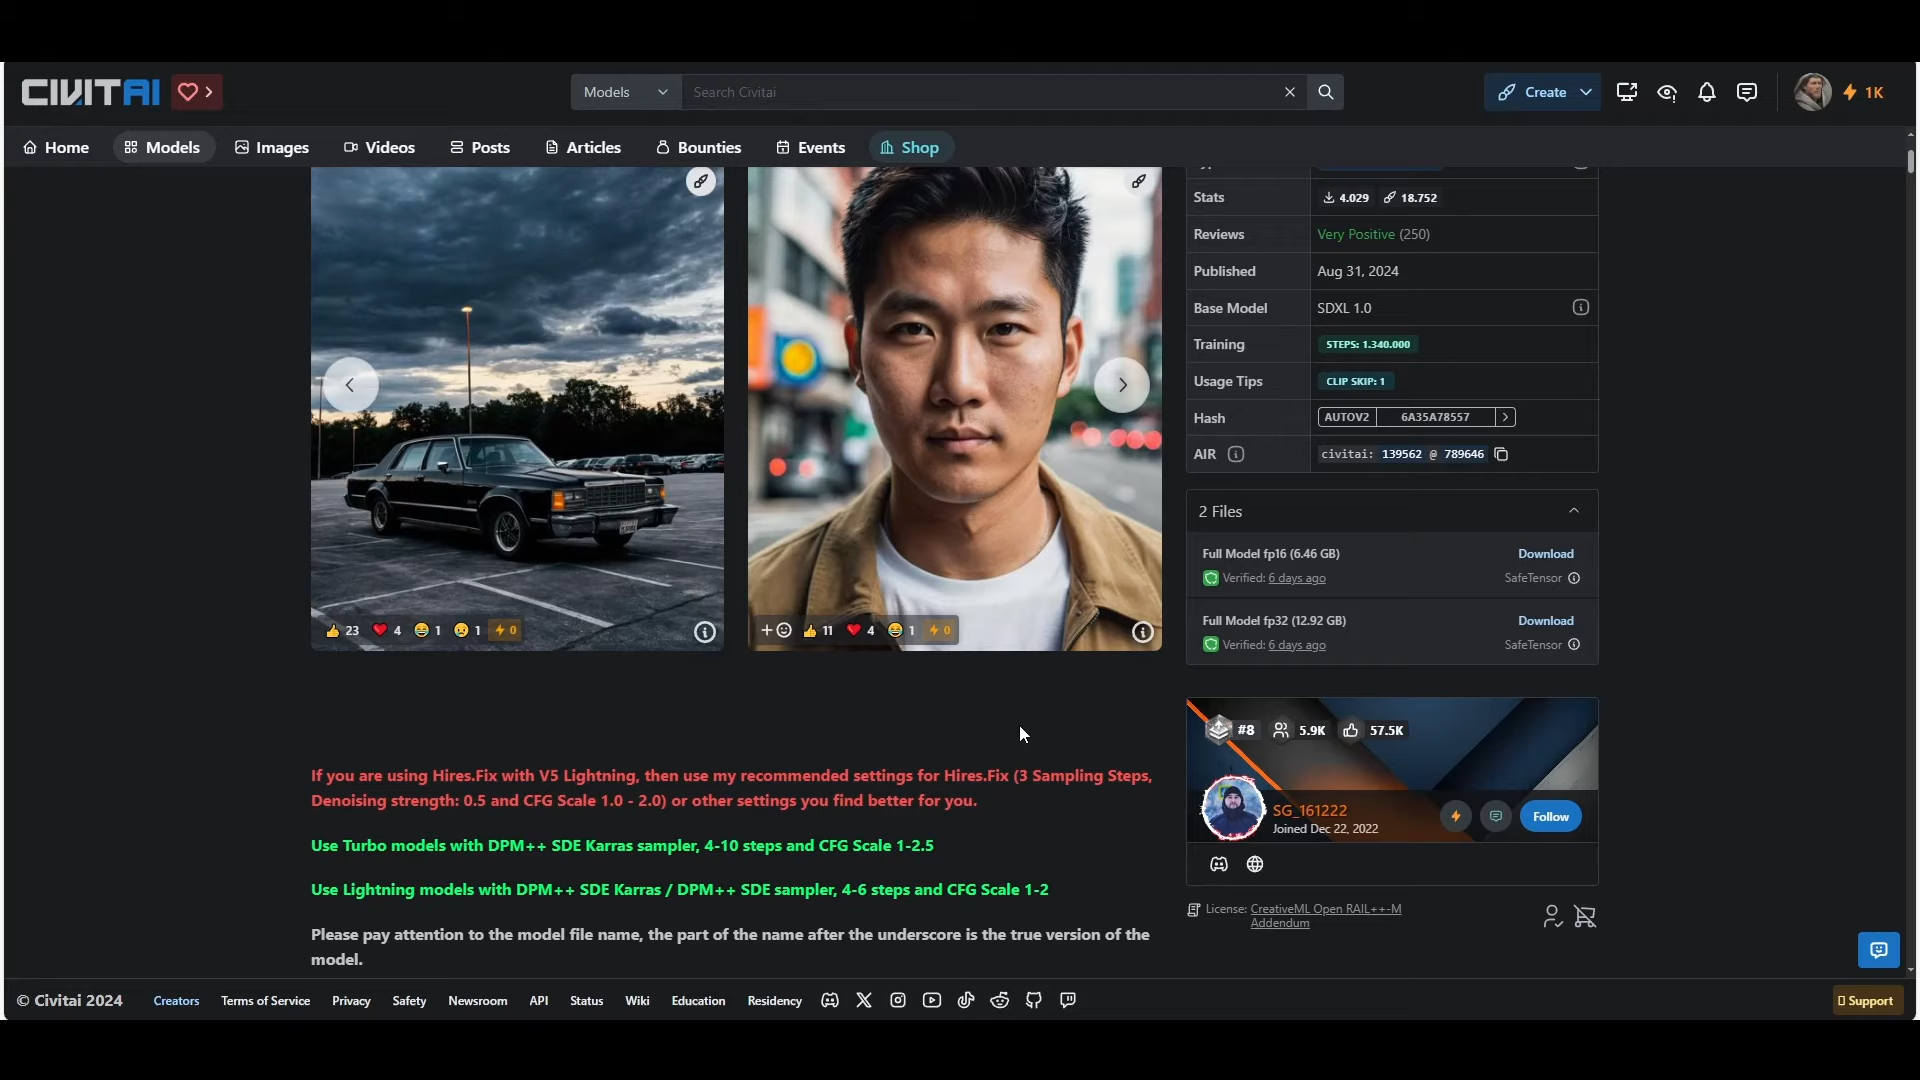 CIVITAI
Models
Search Civitai
Create
1K
Home
Models
Images
Videos
Posts
Articles
Bounties
Events
Shop
Stats
4.029
18.752
Reviews
Very Positive (250)
Published
Aug 31, 2024
Base Model
SDXL 1.0
Training
STEPS: 1.340.000
Usage Tips
CLIP SKIP: 1
Hash
AUTOV2
6A35A78557
AIR
civitai: 139562 @ 789646
2 Files
Full Model fp16 (6.46 GB)
Download
Verified: 6 days ago
SafeTensor
Full Model fp32 (12.92 GB)
Download
Verified: 6 days ago
SafeTensor
23
4
1
1
0
11
4
1
0
#8
5.9K
57.5K
SG_161222
Joined Dec 22, 2022
Follow
License: CreativeML Open RAIL++-M
Addendum
If you are using Hires.Fix with V5 Lightning, then use my recommended settings for Hires.Fix (3 Sampling Steps,
Denoising strength: 0.5 and CFG Scale 1.0 - 2.0) or other settings you find better for you.
Use Turbo models with DPM++ SDE Karras sampler, 4-10 steps and CFG Scale 1-2.5
Use Lightning models with DPM++ SDE Karras / DPM++ SDE sampler, 4-6 steps and CFG Scale 1-2
Please pay attention to the model file name, the part of the name after the underscore is the true version of the
model.
© Civitai 2024
Creators
Terms of Service
Privacy
Safety
Newsroom
API
Status
Wiki
Education
Residency
Support